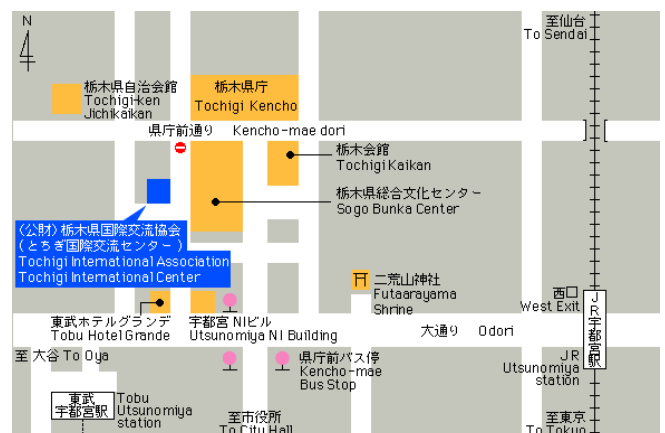 N
至仙台
To Sendai
栃木県自治会館
Tochigi-ken
Jichikaikan
栃木県庁
Tochigi Kencho
県庁前通り Kencho-mae dori
栃木会館
Tochigi Kaikan
栃木県総合文化センター
Sogo Bunka Center
(公財)栃木県国際交流協会
(とちぎ国際交流センター)
Tochigi International Association
Tochigi International Center
二荒山神社
Futaarayama
Shrine
西口
West Exit
JR宇都宮駅
東武ホテルグランデ
Tobu Hotel Grande
宇都宮 NIビル
Utsunomiya NI Building
大通り Odori
至 大谷 To Oya
県庁前バス停
Kencho-mae
Bus Stop
JR
Utsunomiya
station
東武
宇都宮駅
Tobu
Utsunomiya
station
至市役所
To City Hall
至東京
To Tokyo